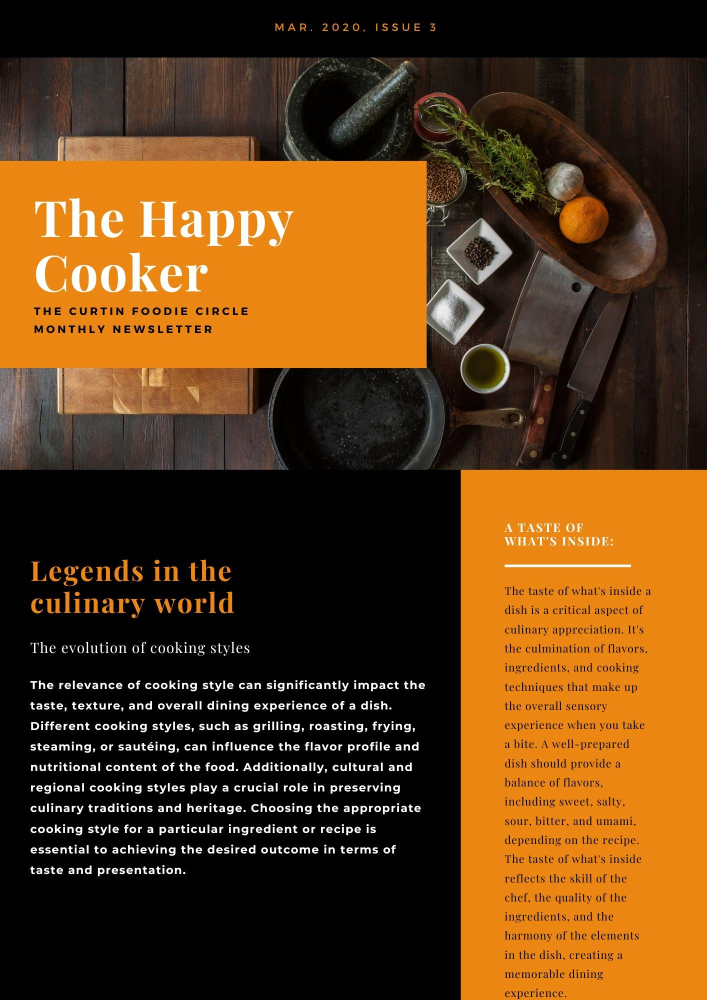 MAR. 2020, ISSUE 3
The Happy
Cooker
THE CURTIN FOODIE CIRCLE
MONTHLY NEWSLETTER
DEXTER
Legends in the
culinary world
The evolution of cooking styles
The relevance of cooking style can significantly impact the
taste, texture, and overall dining experience of a dish.
Different cooking styles, such as grilling, roasting, frying,
steaming, or sautéing, can influence the flavor profile and
nutritional content of the food. Additionally, cultural and
regional cooking styles play a crucial role in preserving
culinary traditions and heritage. Choosing the appropriate
cooking style for a particular ingredient or recipe is
essential to achieving the desired outcome in terms of
taste and presentation.
A TASTE OF
WHAT'S INSIDE:
The taste of what's inside a
dish is a critical aspect of
culinary appreciation. It's
the culmination of flavors,
ingredients, and cooking
techniques that make up
the overall sensory
experience when you take
a bite. A well-prepared
dish should provide a
balance of flavors,
including sweet, salty,
sour, bitter, and umami,
depending on the recipe.
The taste of what's inside
reflects the skill of the
chef, the quality of the
ingredients, and the
harmony of the elements
in the dish, creating a
memorable dining
experience.